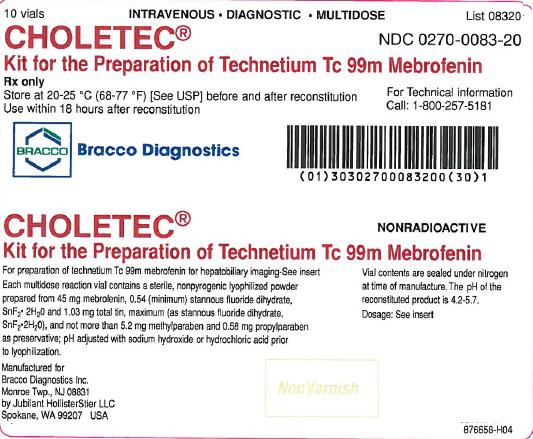 10 vials INTRAVENOUS • DIAGNOSTIC • MULTIDOSE List 08320
CHOLETEC® NDC 0270-0083-20
Kit for the Preparation of Technetium Tc 99m Mebrofenin
Rx only
Store at 20-25 °C (68-77 °F) [See USP] before and after reconstitution
Use within 18 hours after reconstitution
For Technical information
Call: 1-800-257-5181
BRACCO
Bracco Diagnostics
(01)30302700083200(30)1
CHOLETEC® NONRADIOACTIVE
Kit for the Preparation of Technetium Tc 99m Mebrofenin
For preparation of technetium Tc 99m mebrofenin for hepatobiliary imaging-See insert
Each multidose reaction vial contains a sterile, nonpyrogenic lyophilized powder
prepared from 45 mg mebrofenin, 0.54 (minimum) stannous fluoride dihydrate,
SnF₂• 2H₂0 and 1.03 mg total tin, maximum (as stannous fluoride dihydrate,
SnF₂•2H₂0), and not more than 5.2 mg methylparaben and 0.58 mg propylparaben
as preservative; pH adjusted with sodium hydroxide or hydrochloric acid prior
to lyophilization.
Vial contents are sealed under nitrogen
at time of manufacture. The pH of the
reconstituted product is 4.2-5.7.
Dosage: See insert
Manufactured for
Bracco Diagnostics Inc.
Monroe Twp., NJ 08831
by Jubilant HollisterStier LLC
Spokane, WA 99207 USA
NonVarnish
876658-H04